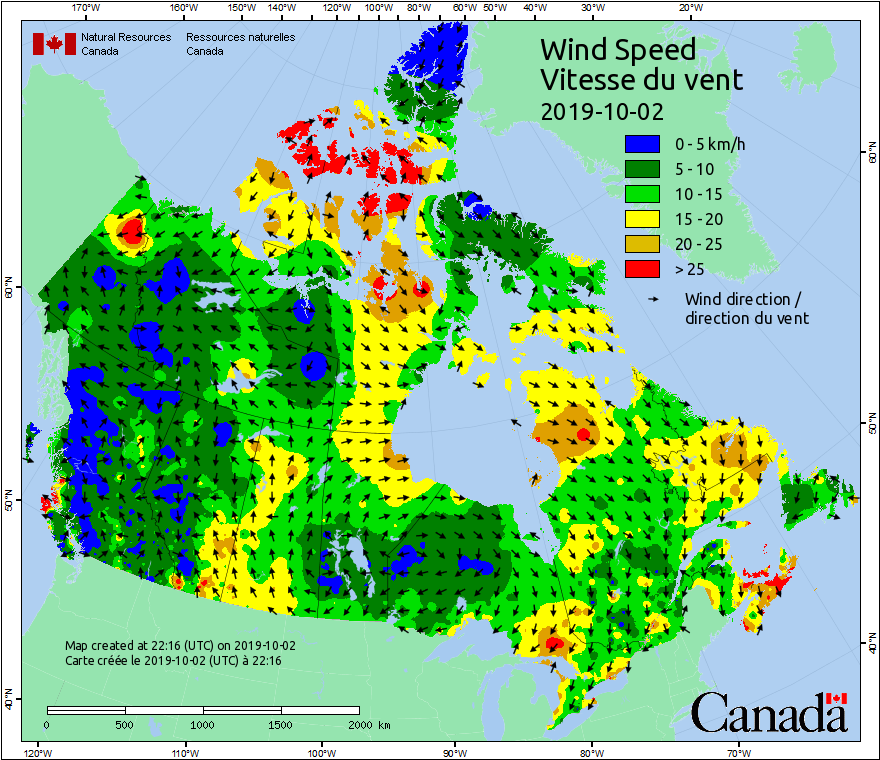 170°W 160°W 150°W 140°W 120°W 100°W 80°W 60°W 50°W 40°W 30°W 20°W
Natural Resources Ressources naturelles
Canada Canada
Wind Speed
Vitesse du vent
2019-10-02
0 - 5 km/h
5 - 10
10 - 15
15 - 20
20 - 25
> 25
Wind direction /
direction du vent
60°N
60°N
50°N
50°N
40°N
40°N
Map created at 22:16 (UTC) on 2019-10-02
Carte créée le 2019-10-02 (UTC) à 22:16
0 500 1000 1500 2000 km
Canada
120°W 110°W 100°W 90°W 80°W 70°W